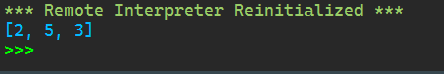 *** Remote Interpreter Reinitialized ***
[2, 5, 3]
>>>